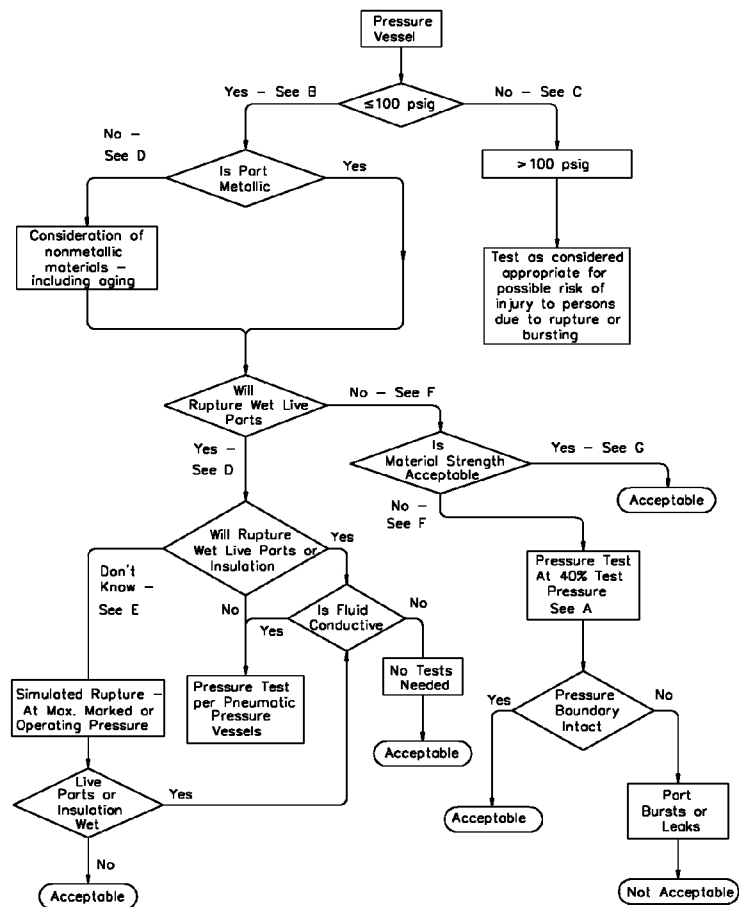 Pressure
Vessel
Yes – See B
≤100 psig
No – See C
No –
See D
Is Part
Metallic
Yes
>100 psig
Consideration of
nonmetallic
materials –
including aging
Test as considered
appropriate for
possible risk of
injury to persons
due to rupture or
bursting
Will
Rupture Wet Live
Parts
No – See F
Yes –
See D
Is
Material Strength
Acceptable
Yes – See G
Acceptable
No –
See F
Will Rupture
Wet Live Parts or
Insulation
Yes
Don't
Know –
See E
No
Yes
Is Fluid
Conductive
No
Pressure Test
At 40% Test
Pressure
See A
Simulated Rupture –
At Max. Marked or
Operating Pressure
Pressure Test
per Pneumatic
Pressure
Vessels
No Tests
Needed
Acceptable
Yes
Pressure
Boundary
Intact
No
Live
Parts or
Insulation
Wet
Yes
No
Acceptable
Acceptable
Part
Bursts or
Leaks
Not Acceptable